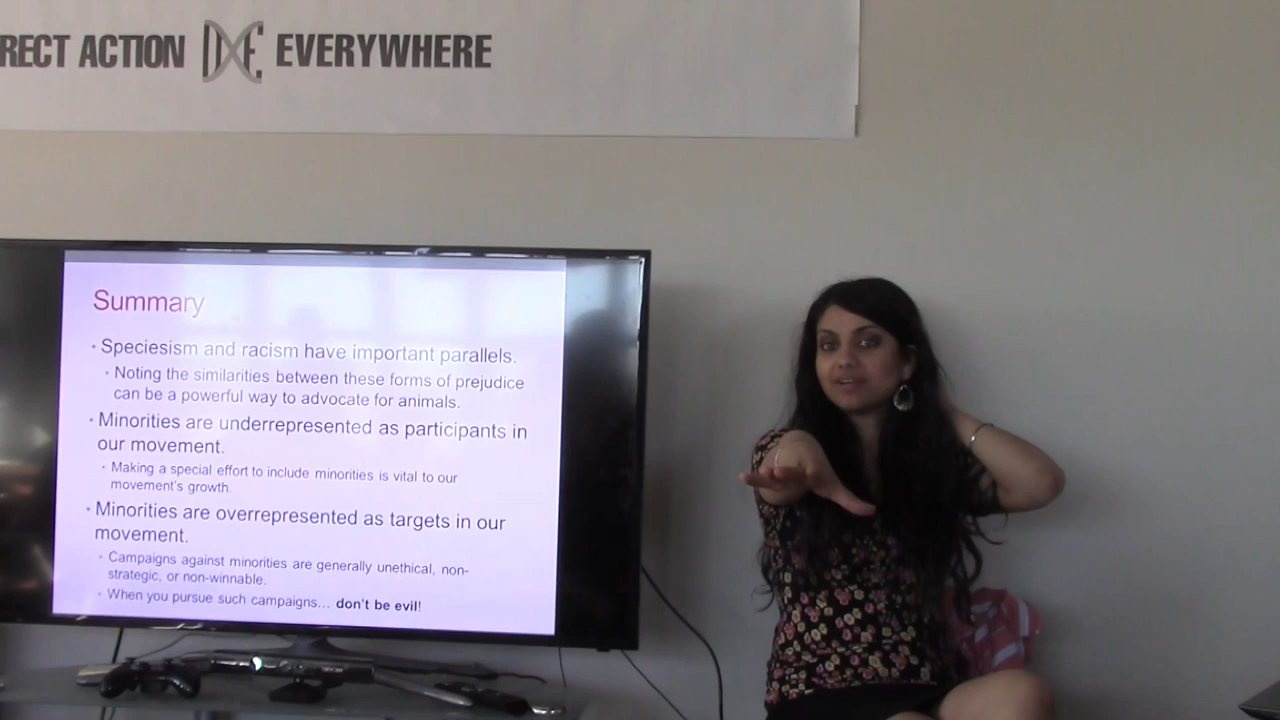 RECT ACTION DXE EVERYWHERE
Summary
• Speciesism and racism have important parallels.
• Noting the similarities between these forms of prejudice
can be a powerful way to advocate for animals.
• Minorities are underrepresented as participants in
our movement.
• Making a special effort to include minorities is vital to our
movement's growth.
• Minorities are overrepresented as targets in our
movement.
• Campaigns against minorities are generally unethical, non-
strategic, or non-winnable.
• When you pursue such campaigns... don't be evil!